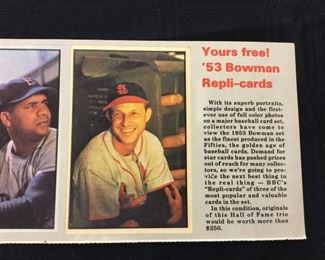 Yours free!
'53 Bowman
Repli-cards
With its superb portraits,
simple design and the first-
ever use of full color photos
on a major baseball card set,
collectors have come to
view the 1953 Bowman set
as the finest produced in the
Fifties, the golden age of
baseball cards. Demand for
star cards has pushed prices
out of reach for many collec-
tors, so we're going to pro-
vide the next best thing to
the real thing — BBC's
"Repli-cards" of three of the
most popular and valuable
cards in the set.
In this condition, originals
of this Hall of Fame trio
would be worth more than
$250.